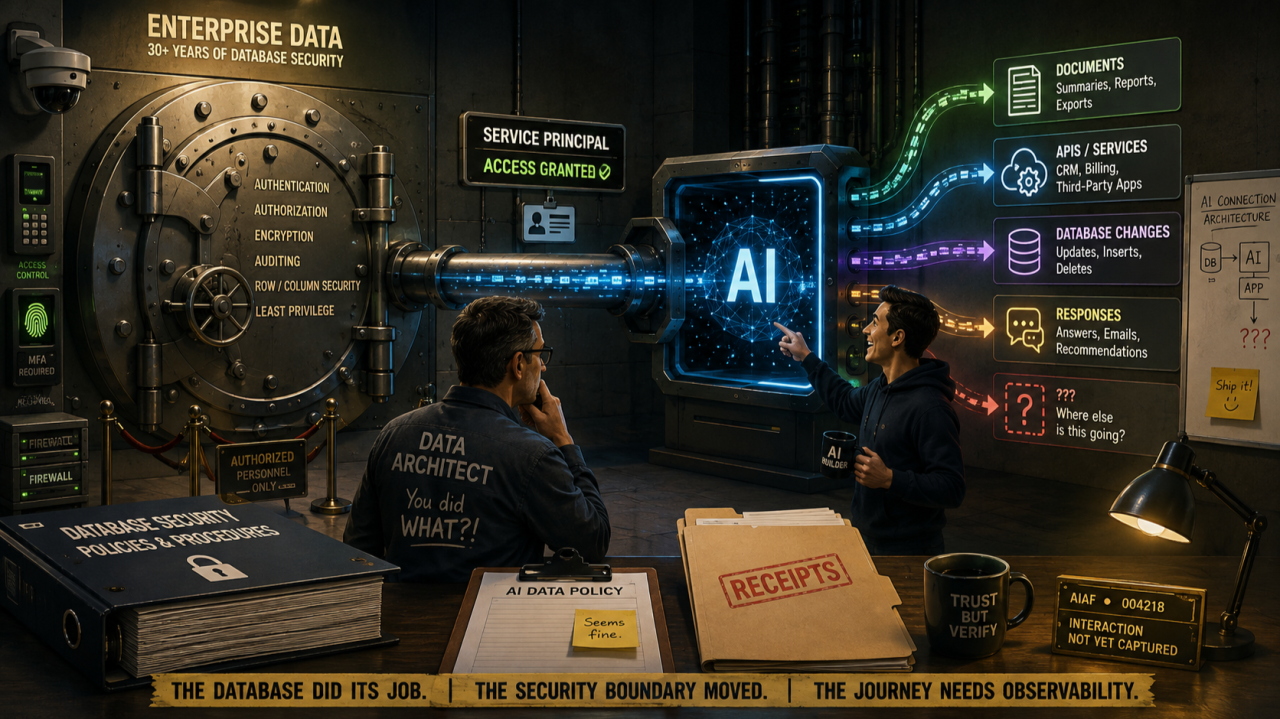 ENTERPRISE DATA
30+ YEARS OF DATABASE SECURITY
AUTHENTICATION
AUTHORIZATION
ENCRYPTION
AUDITING
ROW / COLUMN SECURITY
LEAST PRIVILEGE
ACCESS
CONTROL
MFA
REQUIRED
FIREWALL
FIREWALL
AUTHORIZED
PERSONNEL
ONLY
SERVICE PRINCIPAL
ACCESS GRANTED
AI
DOCUMENTS
Summaries, Reports,
Exports
APIS / SERVICES
CRM, Billing,
Third-Party Apps
DATABASE CHANGES
Updates, Inserts,
Deletes
RESPONSES
Answers, Emails,
Recommendations
?
???
Where else
is this going?
AI CONNECTION
ARCHITECTURE
DB
AI
APP
???
Ship it!
DATA
ARCHITECT
You did
WHAT?!
AI
BUILDER
DATABASE SECURITY
POLICIES & PROCEDURES
AI DATA POLICY
Seems
fine.
RECEIPTS
TRUST
BUT
VERIFY
AIAF • 004218
INTERACTION
NOT YET CAPTURED
THE DATABASE DID ITS JOB. | THE SECURITY BOUNDARY MOVED. | THE JOURNEY NEEDS OBSERVABILITY.